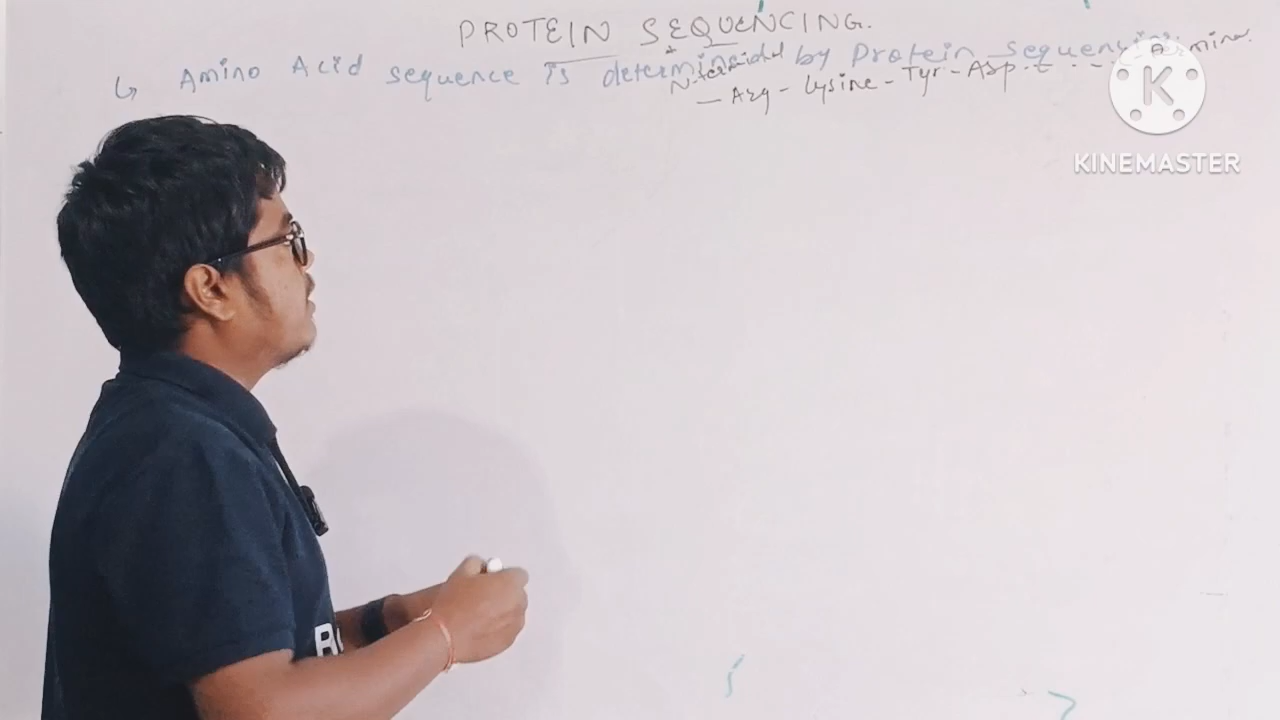 PROTEIN SEQUENCING.
↳ Amino Acid sequence is determined by Protein sequencing.
N-terminal
- Arg - Lysine - Tyr - Asp - - - -
K
KINEMASTER
R